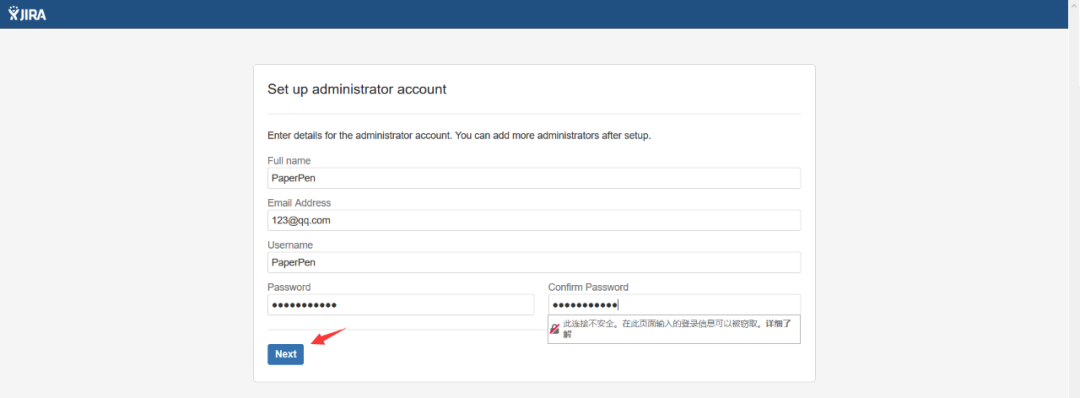 JIRA
Set up administrator account
Enter details for the administrator account. You can add more administrators after setup.
Full name
PaperPen
Email Address
123@qq.com
Username
PaperPen
Password
Confirm Password
●●●●●●●●●●●
●●●●●●●●●●●
此连接不安全。在此页面输入的登录信息可以被窃取。详细了
解
Next